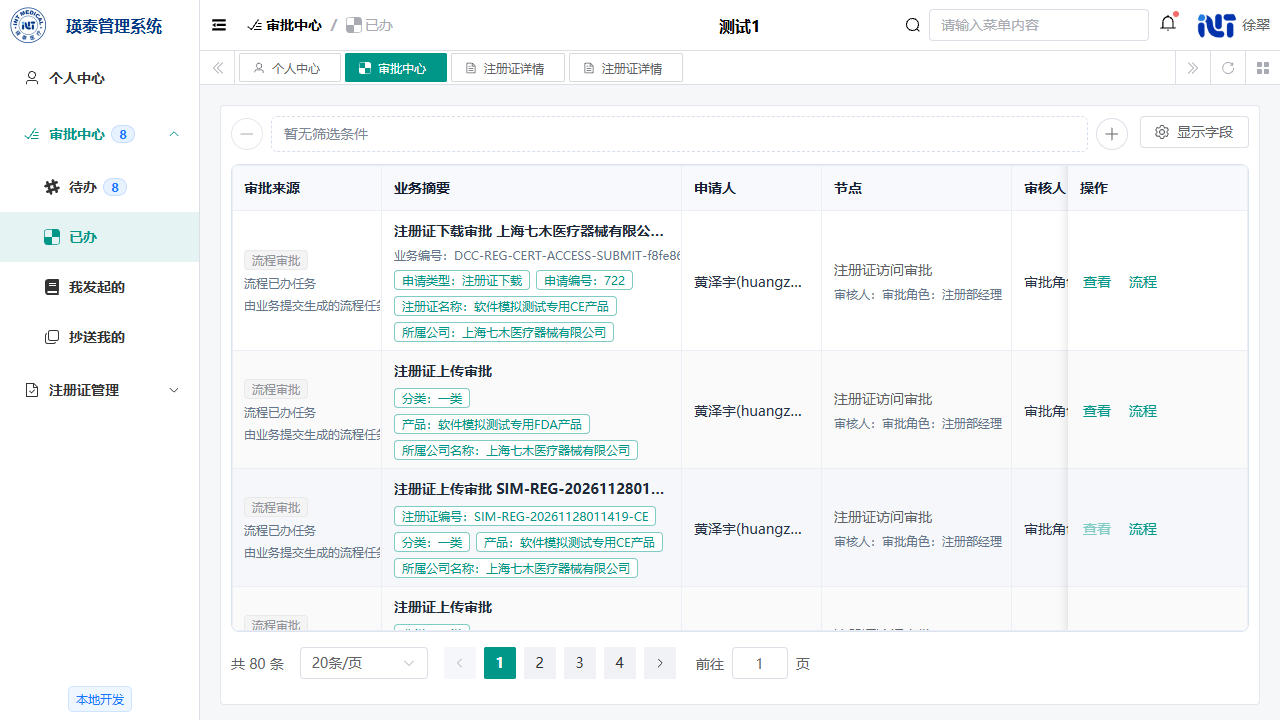 瑛泰管理系统
审批中心 / 已办
测试1
请输入菜单内容
徐翠
个人中心
审批中心
注册证详情
注册证详情
个人中心
审批中心 8
待办 8
已办
我发起的
抄送我的
注册证管理
本地开发
暂无筛选条件
显示字段
审批来源 业务摘要 申请人 节点 审核人 操作
流程审批
流程已办任务
由业务提交生成的流程任务
注册证下载审批 上海七木医疗器械有限公...
业务编号：DCC-REG-CERT-ACCESS-SUBMIT-f8fe86
申请类型：注册证下载 申请编号：722
注册证名称：软件模拟测试专用CE产品
所属公司：上海七木医疗器械有限公司
黄泽宇(huangz...
注册证访问审批
审核人：审批角色：注册部经理
审批角
查看 流程
流程审批
流程已办任务
由业务提交生成的流程任务
注册证上传审批
分类：一类
产品：软件模拟测试专用FDA产品
所属公司名称：上海七木医疗器械有限公司
黄泽宇(huangz...
注册证访问审批
审核人：审批角色：注册部经理
审批角
查看 流程
流程审批
流程已办任务
由业务提交生成的流程任务
注册证上传审批 SIM-REG-2026112801...
注册证编号：SIM-REG-20261128011419-CE
分类：一类 产品：软件模拟测试专用CE产品
所属公司名称：上海七木医疗器械有限公司
黄泽宇(huangz...
注册证访问审批
审核人：审批角色：注册部经理
审批角
查看 流程
流程审批
注册证上传审批
共 80 条
20条/页
1 2 3 4
前往 1 页